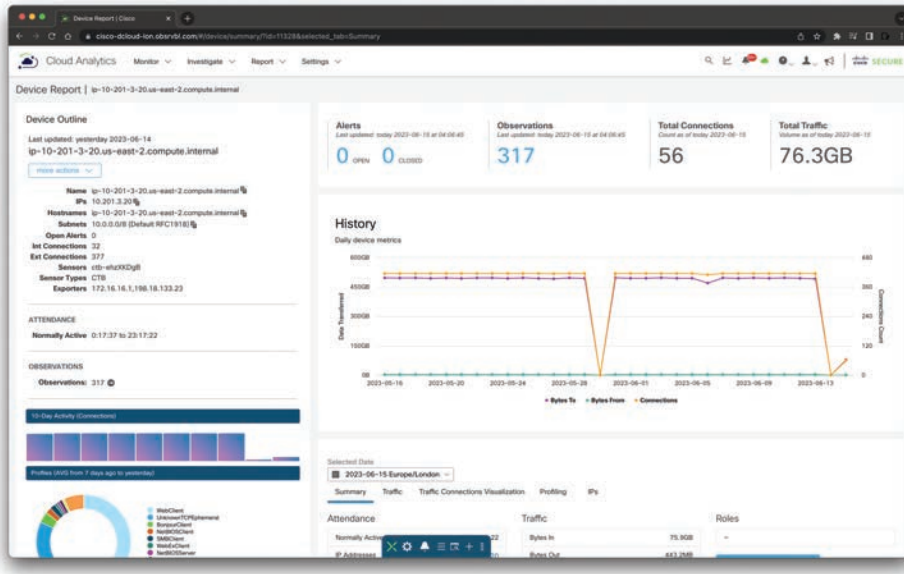 Device Report | Cisco
cisco-dcloud-ion.obsrvbl.com/#/device/summary/?id=11328&selected_tab=Summary
Cloud Analytics Monitor Investigate Report Settings
CISCO SECURE
Device Report | ip-10-201-3-20.us-east-2.compute.internal
Device Outline
Last updated: yesterday 2023-06-14
ip-10-201-3-20.us-east-2.compute.internal
more actions
Name ip-10-201-3-20.us-east-2.compute.internal
IPs 10.201.3.20
Hostnames ip-10-201-3-20.us-east-2.compute.internal
Subnets 10.0.0.0/8 (Default RFC1918)
Open Alerts 0
Int Connections 32
Ext Connections 377
Sensors
Sensor Types CTB
Exporters 172.16.16.1,198.18.133.23
ATTENDANCE
Normally Active 0:17:37 to 23:17:22
OBSERVATIONS
Observations: 317
10-Day Activity (Connections)
Profiles (AVG from 7 days ago to yesterday)
WebClient
UnknownTCPEphemeral
BonjourClient
NetBIOSClient
SMBClient
WebExClient
NetBIOSServer
Alerts
Last updated: today 2023-06-15 at 04:06:45
0 OPEN 0 CLOSED
Observations
Last updated: today 2023-06-15 at 04:06:45
317
Total Connections
Count as of today 2023-06-15
56
Total Traffic
Volume as of today 2023-06-15
76.3GB
History
Daily device metrics
600GB
450GB
300GB
150GB
0B
Data Transferred
480
360
240
120
0
Connections Count
2023-05-16 2023-05-20 2023-05-24 2023-05-28 2023-06-01 2023-06-05 2023-06-09 2023-06-13
Bytes To Bytes From Connections
Selected Date
2023-06-15 Europe/London
Summary Traffic Traffic Connections Visualization Profiling IPs
Attendance Traffic Roles
Normally Active Bytes In 75.9GB -
IP Addresses Bytes Out 443.2MB